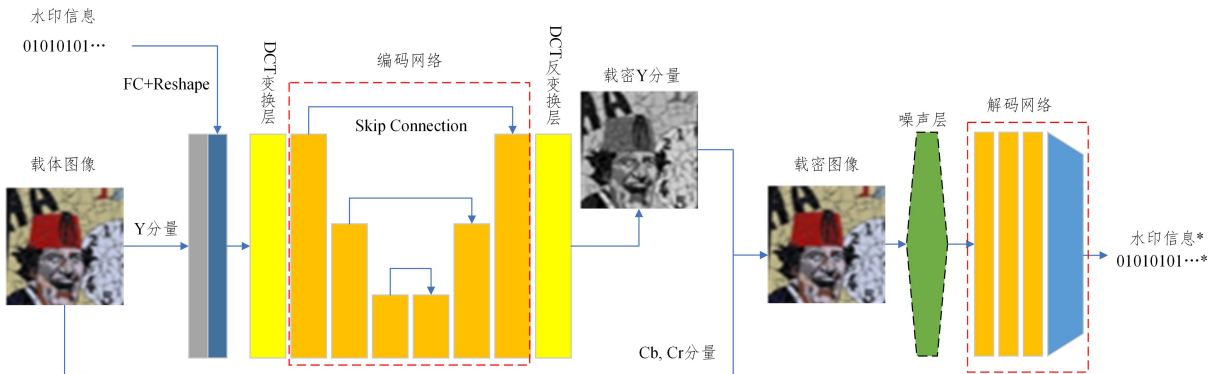 水印信息
01010101…
FC+Reshape
载体图像
Y分量
DCT变换层
编码网络
Skip Connection
DCT反变换层
载密Y分量
Cb, Cr分量
载密图像
噪声层
解码网络
水印信息*
01010101…*